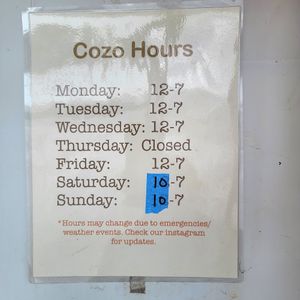 Cozo Hours
Monday: 12-7
Tuesday: 12-7
Wednesday: 12-7
Thursday: Closed
Friday: 12-7
Saturday: 10-7
Sunday: 10-7
*Hours may change due to emergencies/
weather events. Check our instagram
for updates.